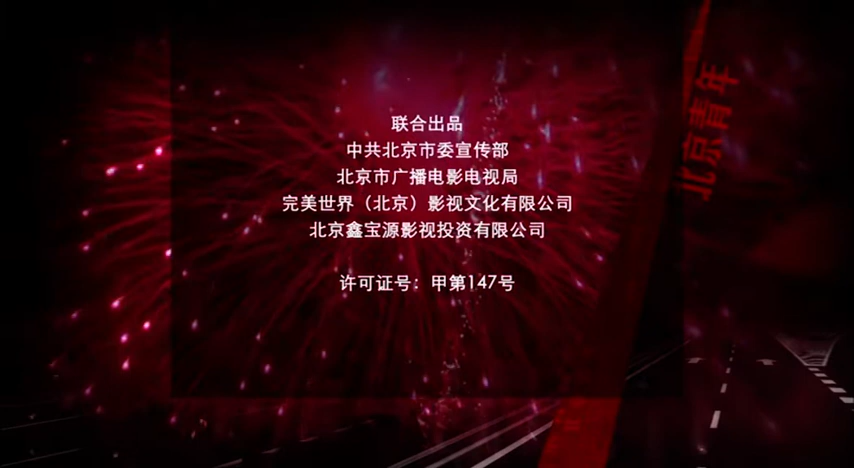 联合出品
中共北京市委宣传部
北京市广播电影电视局
完美世界（北京）影视文化有限公司
北京鑫宝源影视投资有限公司
许可证号：甲第147号
北京青年